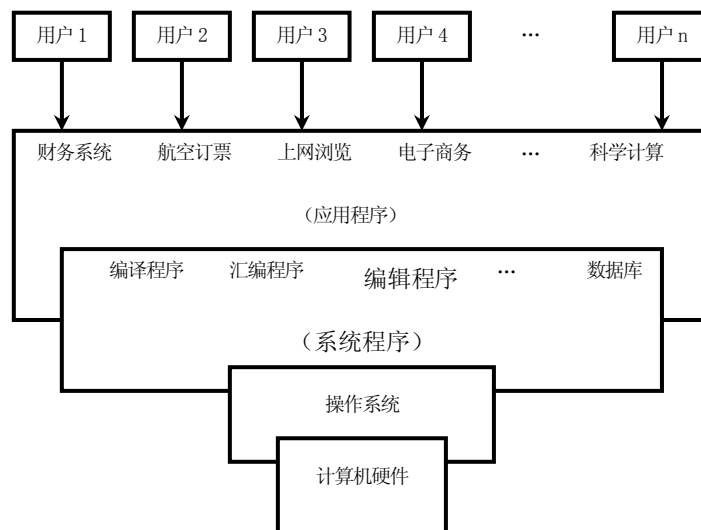 用户1 用户2 用户3 用户4 … 用户n
财务系统 航空订票 上网浏览 电子商务 … 科学计算
（应用程序）
编译程序 汇编程序 编辑程序 … 数据库
（系统程序）
操作系统
计算机硬件